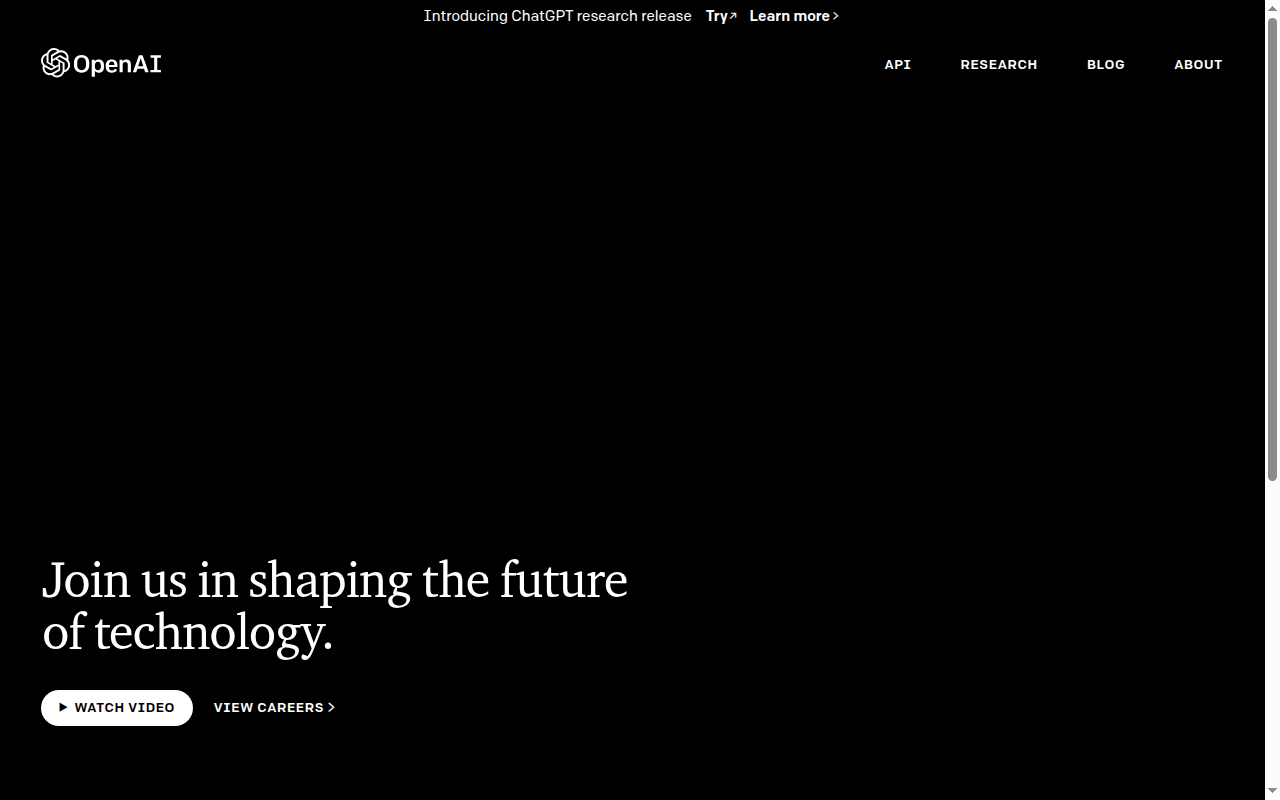 Introducing ChatGPT research release Try↗ Learn more >
OpenAI
API RESEARCH BLOG ABOUT
Join us in shaping the future
of technology.
▶ WATCH VIDEO VIEW CAREERS >